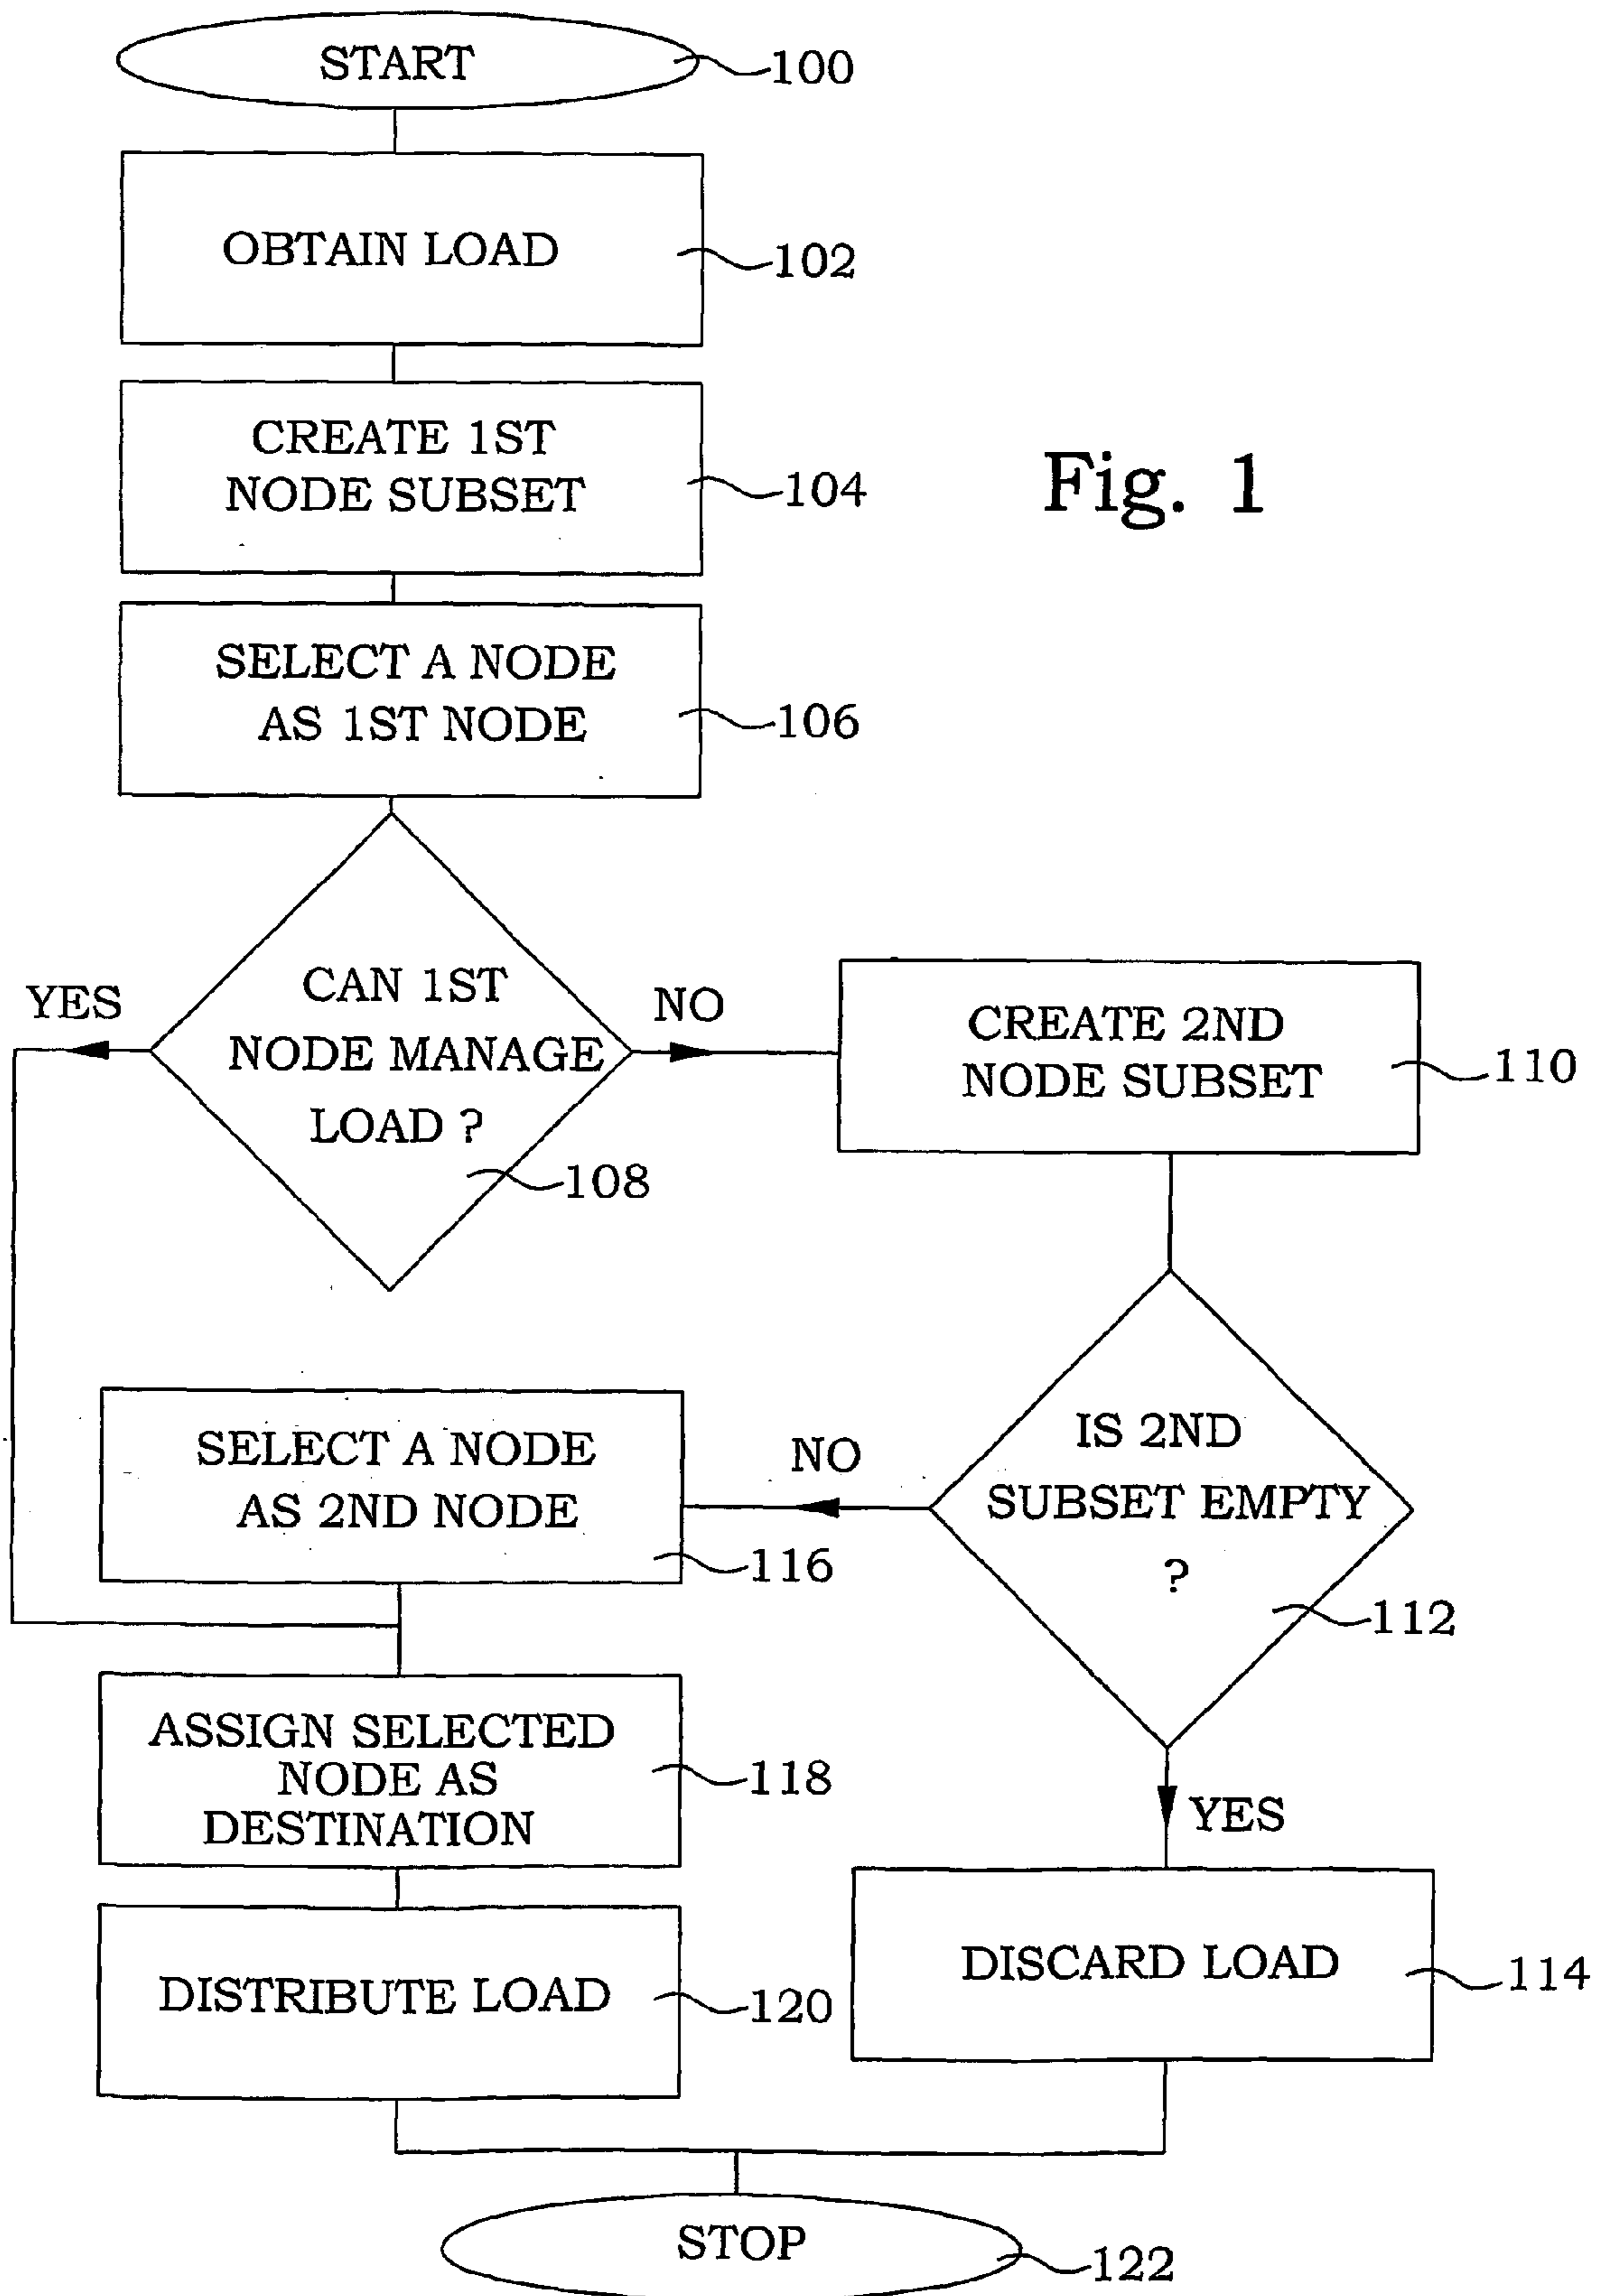 START
100
OBTAIN LOAD
102
CREATE 1ST
NODE SUBSET
104
Fig. 1
SELECT A NODE
AS 1ST NODE
106
CAN 1ST
NODE MANAGE
LOAD ?
108
YES
NO
CREATE 2ND
NODE SUBSET
110
IS 2ND
SUBSET EMPTY
?
112
NO
YES
SELECT A NODE
AS 2ND NODE
116
ASSIGN SELECTED
NODE AS
DESTINATION
118
DISTRIBUTE LOAD
120
DISCARD LOAD
114
STOP
122